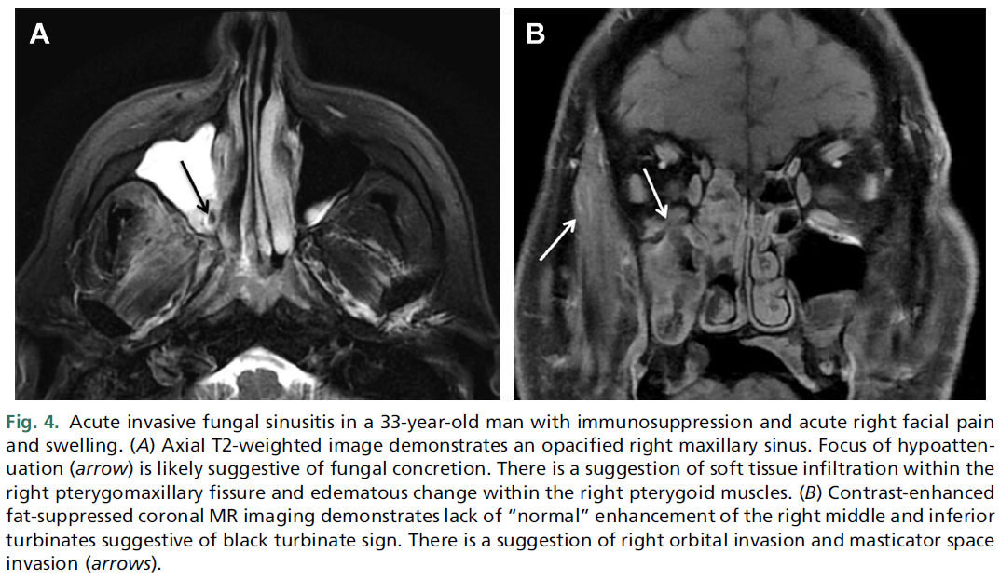 A
B
Fig. 4. Acute invasive fungal sinusitis in a 33-year-old man with immunosuppression and acute right facial pain
and swelling. (A) Axial T2-weighted image demonstrates an opacified right maxillary sinus. Focus of hypoatten-
uation (arrow) is likely suggestive of fungal concretion. There is a suggestion of soft tissue infiltration within the
right pterygomaxillary fissure and edematous change within the right pterygoid muscles. (B) Contrast-enhanced
fat-suppressed coronal MR imaging demonstrates lack of “normal” enhancement of the right middle and inferior
turbinates suggestive of black turbinate sign. There is a suggestion of right orbital invasion and masticator space
invasion (arrows).